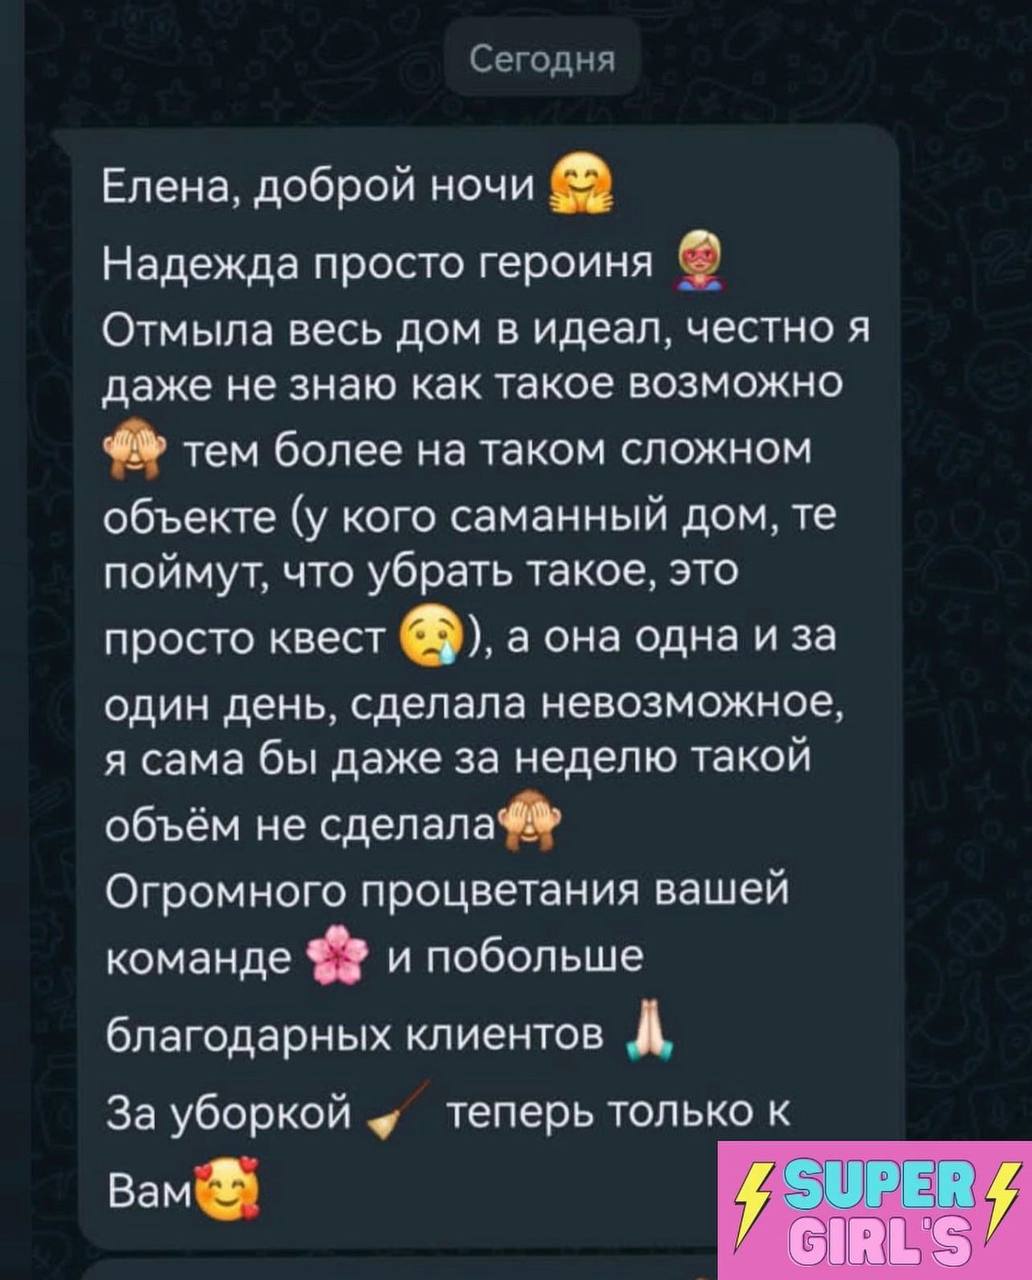 Сегодня
Елена, доброй ночи 🤗
Надежда просто героиня 🦸🏼‍♀️
Отмыла весь дом в идеал, честно я
даже не знаю как такое возможно
🙈 тем более на таком сложном
объекте (у кого саманный дом, те
поймут, что убрать такое, это
просто квест 😢), а она одна и за
один день, сделала невозможное,
я сама бы даже за неделю такой
объём не сделала🙈
Огромного процветания вашей
команде 🌸 и побольше
благодарных клиентов 🙏🏻
За уборкой 🧹 теперь только к
Вам🥰
SUPER
GIRL'S